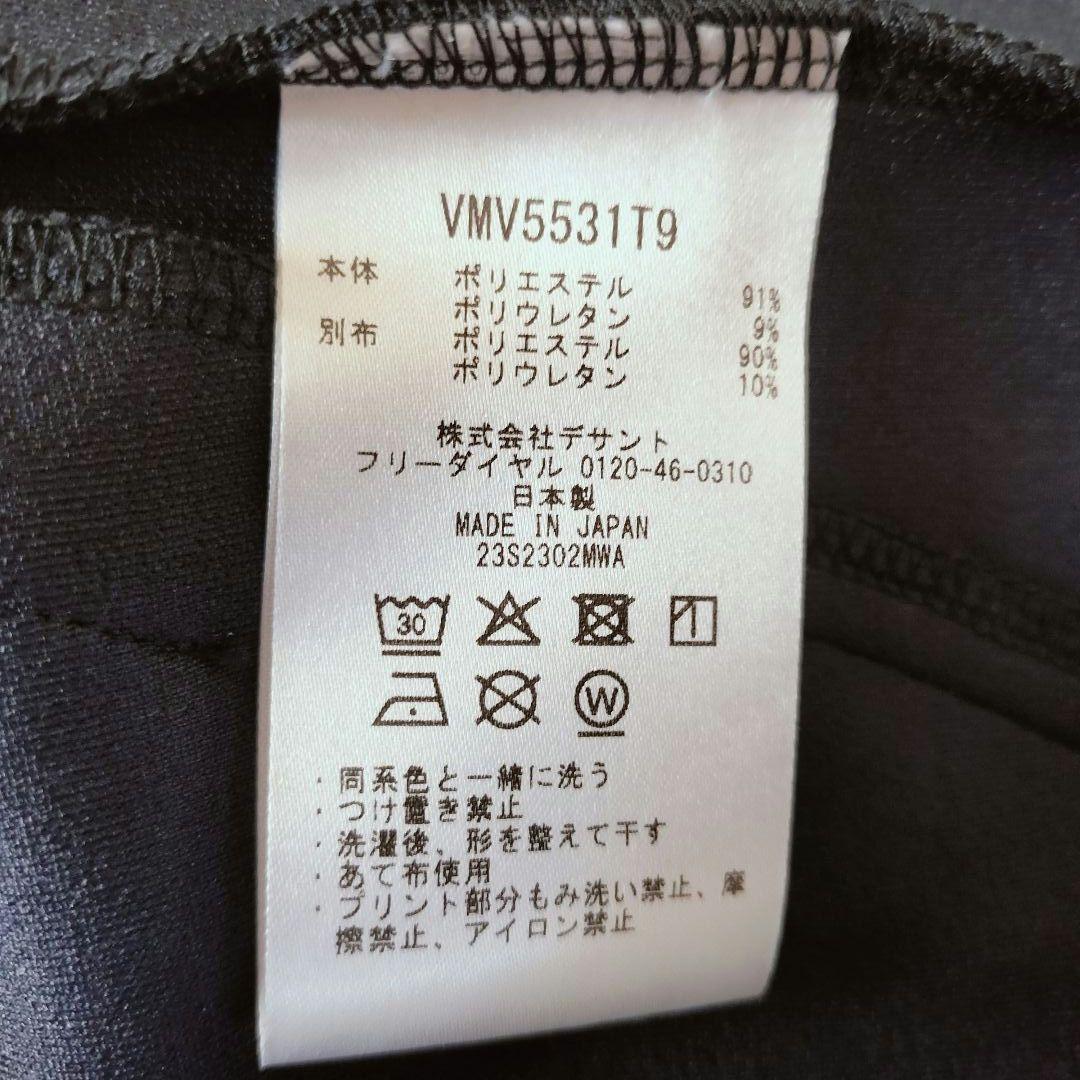 VMV5531T9
本体 ポリエステル 91%
ポリウレタン 9%
別布 ポリエステル 90%
ポリウレタン 10%
株式会社デサント
フリーダイヤル 0120-46-0310
日本製
MADE IN JAPAN
23S2302MWA
30
W
・同系色と一緒に洗う
・つけ置き禁止
・洗濯後、形を整えて干す
・あて布使用
・プリント部分もみ洗い禁止、摩
擦禁止、アイロン禁止